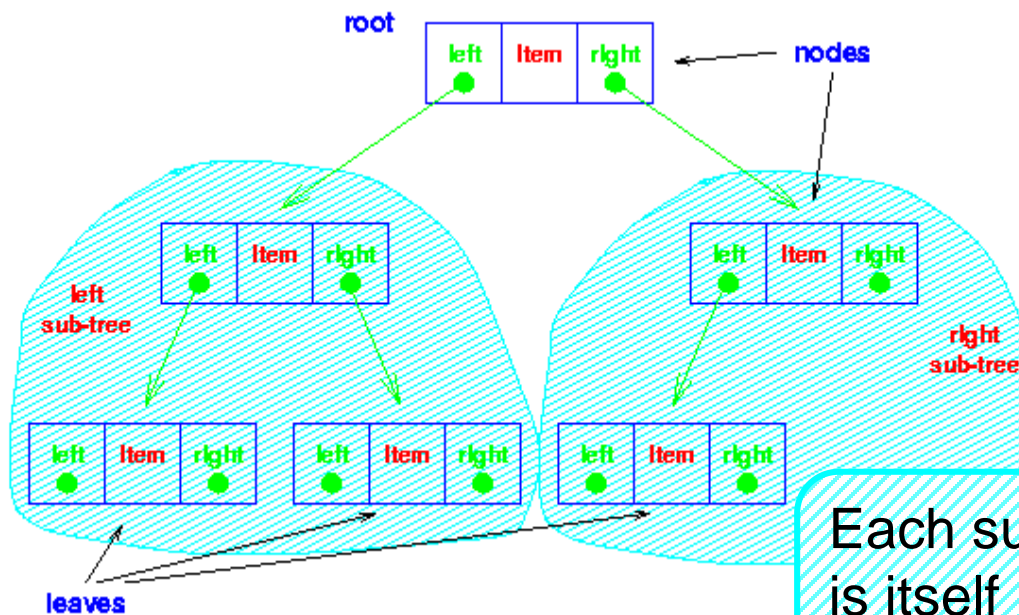 root
left Item right
nodes
left Item right
left Item right
left
sub-tree
right
sub-tree
left Item right
left Item right
left Item right
Each su
is itself
leaves